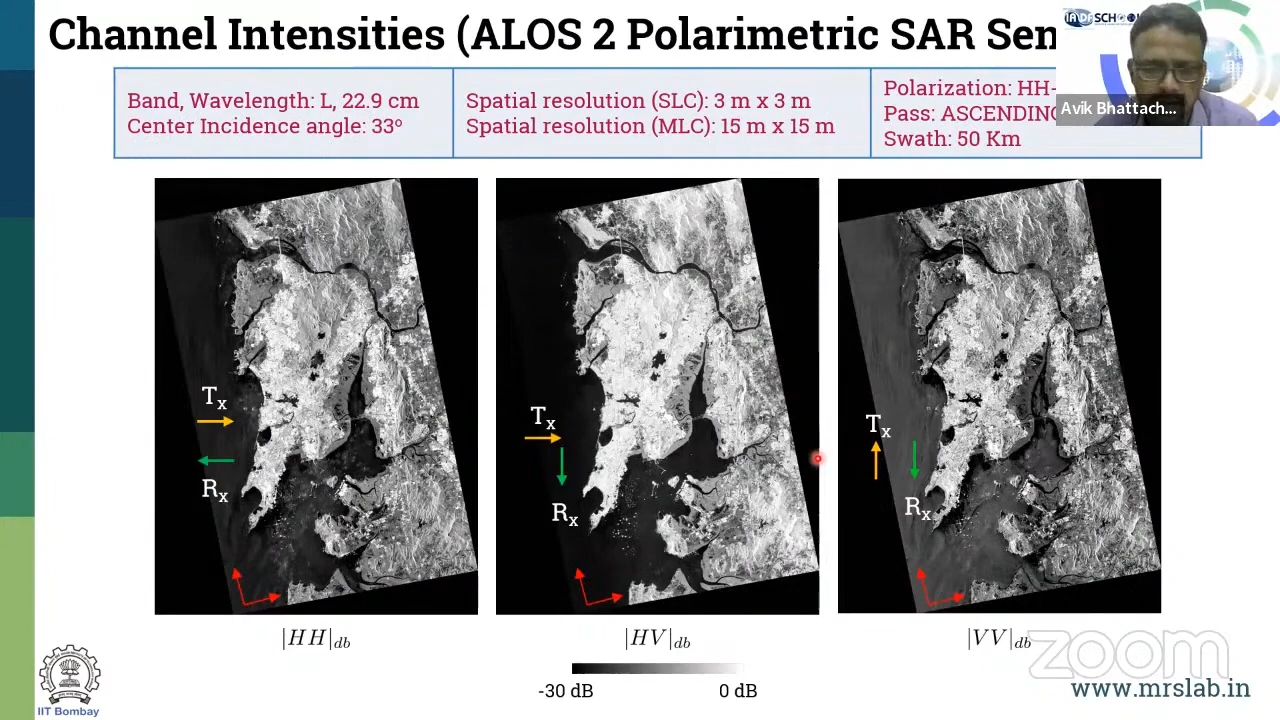 Channel Intensities (ALOS 2 Polarimetric SAR Sen
IADFSCHOOL
Avik Bhattach...
Band, Wavelength: L, 22.9 cm
Center Incidence angle: 33º
Spatial resolution (SLC): 3 m x 3 m
Spatial resolution (MLC): 15 m x 15 m
Polarization: HH-
Pass: ASCENDING
Swath: 50 Km
Tx
Rx
Tx
Rx
Tx
Rx
|HH|db
|HV|db
|VV|db
-30 dB
0 dB
zoom
www.mrslab.in
IIT Bombay